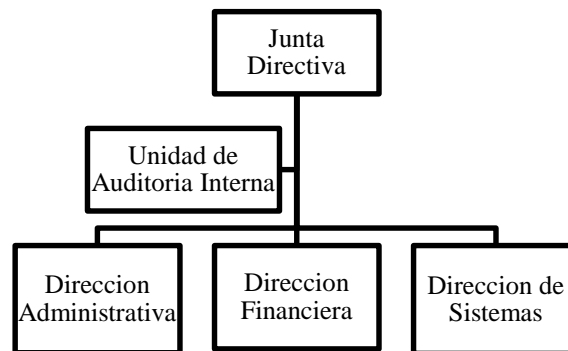 Junta
Directiva
Unidad de
Auditoria Interna
Direccion
Administrativa
Direccion
Financiera
Direccion de
Sistemas